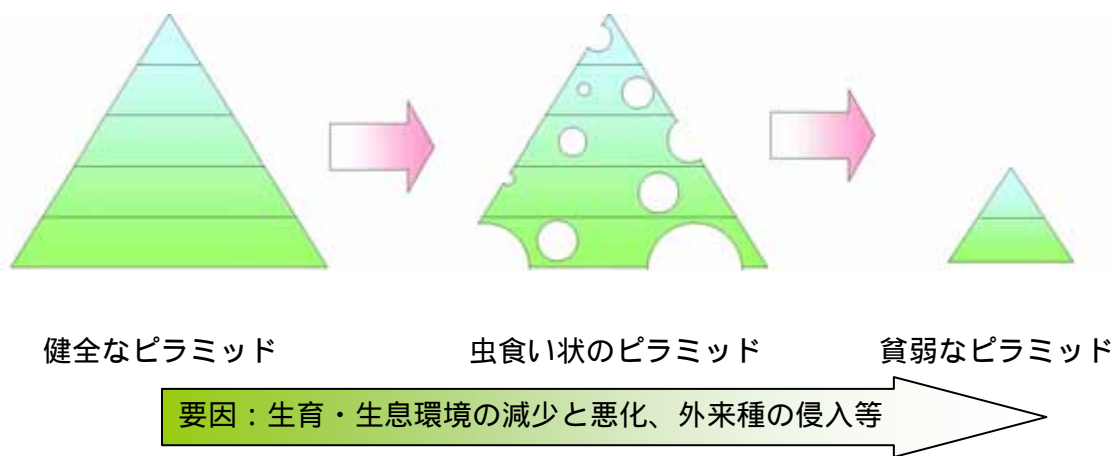 健全なピラミッド
虫食い状のピラミッド
貧弱なピラミッド
要因：生育・生息環境の減少と悪化、外来種の侵入等